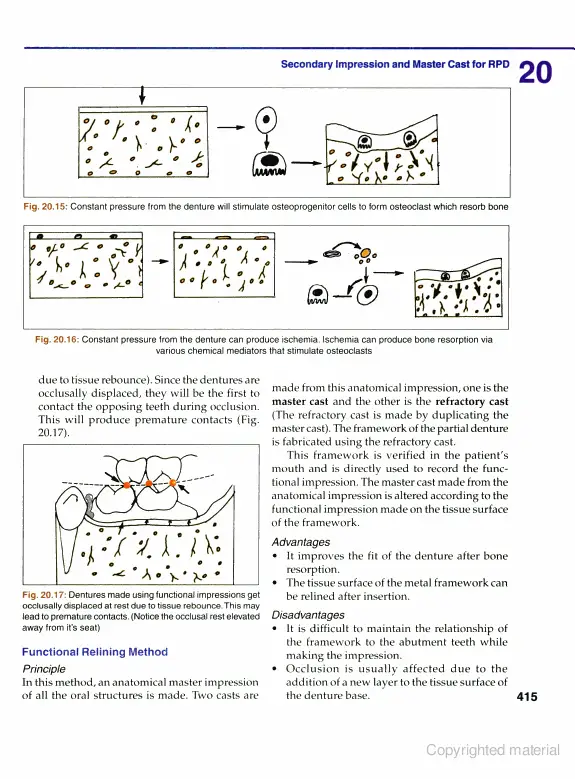 Secondary Impression and Master Cast for RPD
20
Fig. 20.15: Constant pressure from the denture will stimulate osteoprogenitor cells to form osteoclast which resorb bone
Fig. 20.16: Constant pressure from the denture can produce ischemia. Ischemia can produce bone resorption via
various chemical mediators that stimulate osteoclasts
due to tissue rebounce). Since the dentures are
occlusally displaced, they will be the first to
contact the opposing teeth during occlusion.
This will produce premature contacts (Fig.
20.17).
Fig. 20.17: Dentures made using functional impressions get
occlusally displaced at rest due to tissue rebounce. This may
lead to premature contacts. (Notice the occlusal rest elevated
away from it's seat)
Functional Relining Method
Principle
In this method, an anatomical master impression
of all the oral structures is made. Two casts are
made from this anatomical impression, one is the
master cast and the other is the refractory cast
(The refractory cast is made by duplicating the
master cast). The framework of the partial denture
is fabricated using the refractory cast.
This framework is verified in the patient's
mouth and is directly used to record the func-
tional impression. The master cast made from the
anatomical impression is altered according to the
functional impression made on the tissue surface
of the framework.
Advantages
• It improves the fit of the denture after bone
resorption.
• The tissue surface of the metal framework can
be relined after insertion.
Disadvantages
• It is difficult to maintain the relationship of
the framework to the abutment teeth while
making the impression.
• Occlusion is usually affected due to the
addition of a new layer to the tissue surface of
the denture base.
415
Copyrighted material